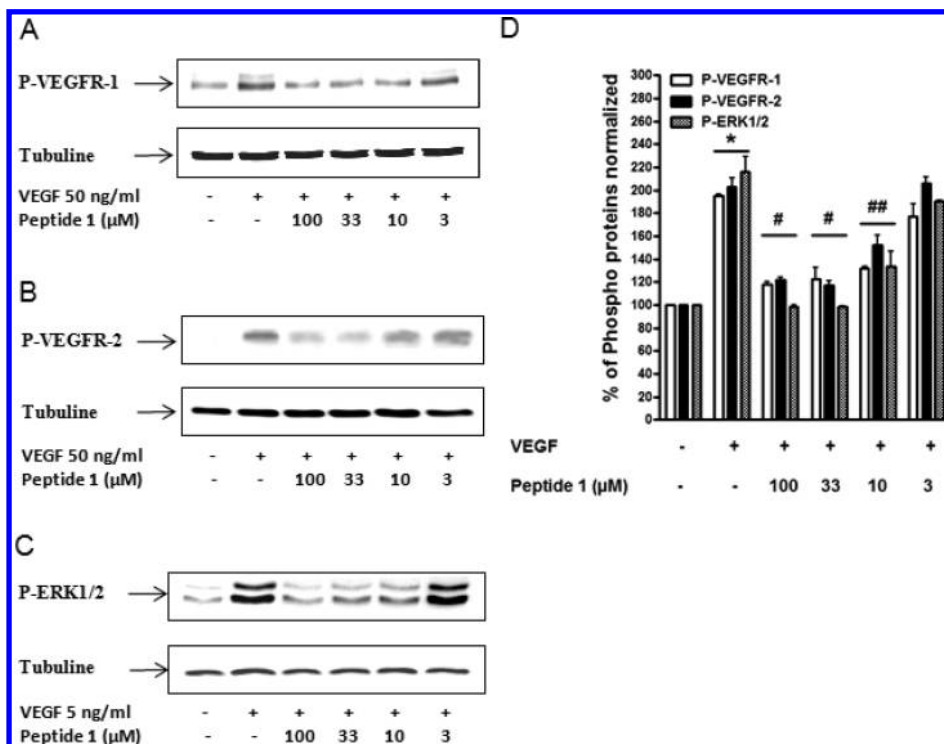 A
P-VEGFR-1
Tubuline
VEGF 50 ng/ml - + + + + +
Peptide 1 (µM) - - 100 33 10 3
B
P-VEGFR-2
Tubuline
VEGF 50 ng/ml - + + + + +
Peptide 1 (µM) - - 100 33 10 3
C
P-ERK1/2
Tubuline
VEGF 5 ng/ml - + + + + +
Peptide 1 (µM) - - 100 33 10 3
D
% of Phospho proteins normalized
300
280
260
240
220
200
180
160
140
120
100
80
60
40
20
0
P-VEGFR-1
P-VEGFR-2
P-ERK1/2
* # # ##
VEGF - + + + + +
Peptide 1 (µM) - - 100 33 10 3